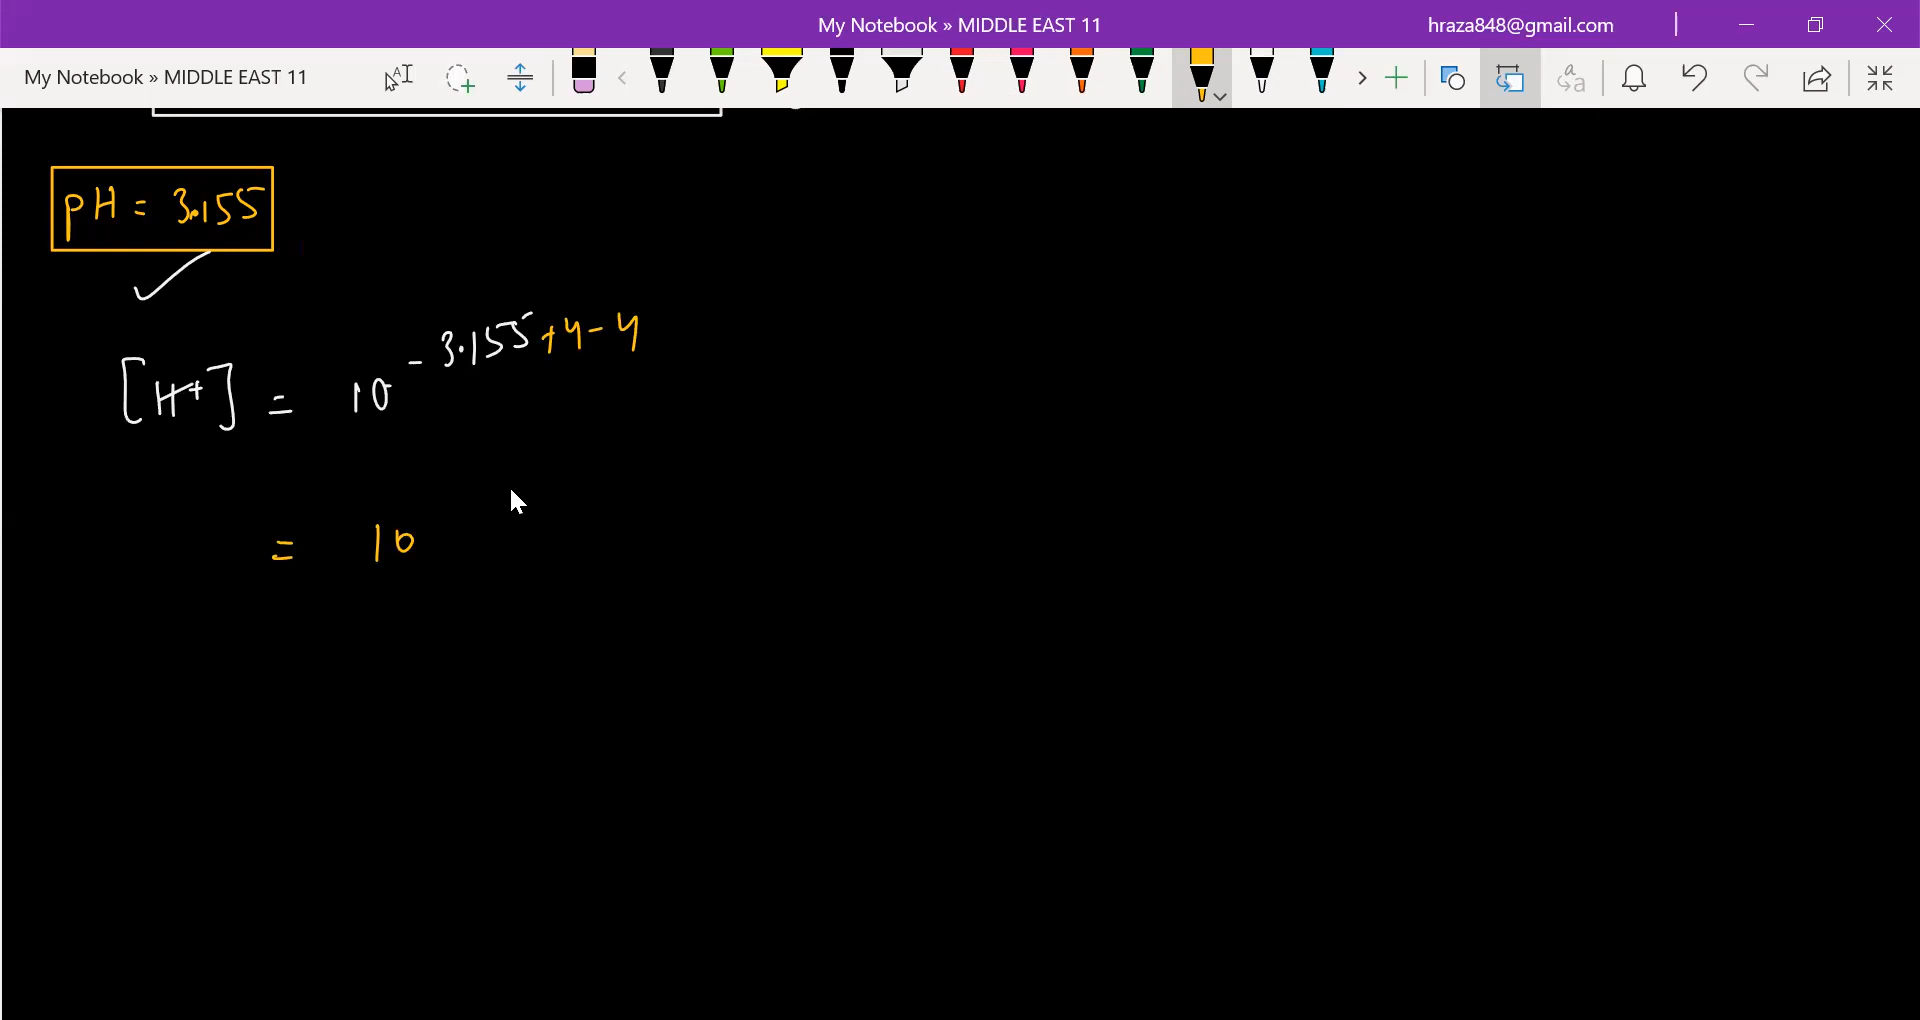 My Notebook » MIDDLE EAST 11
hraza848@gmail.com
My Notebook » MIDDLE EAST 11
pH = 3.155
[H⁺] = 10^(-3.155+4-4)
= 10